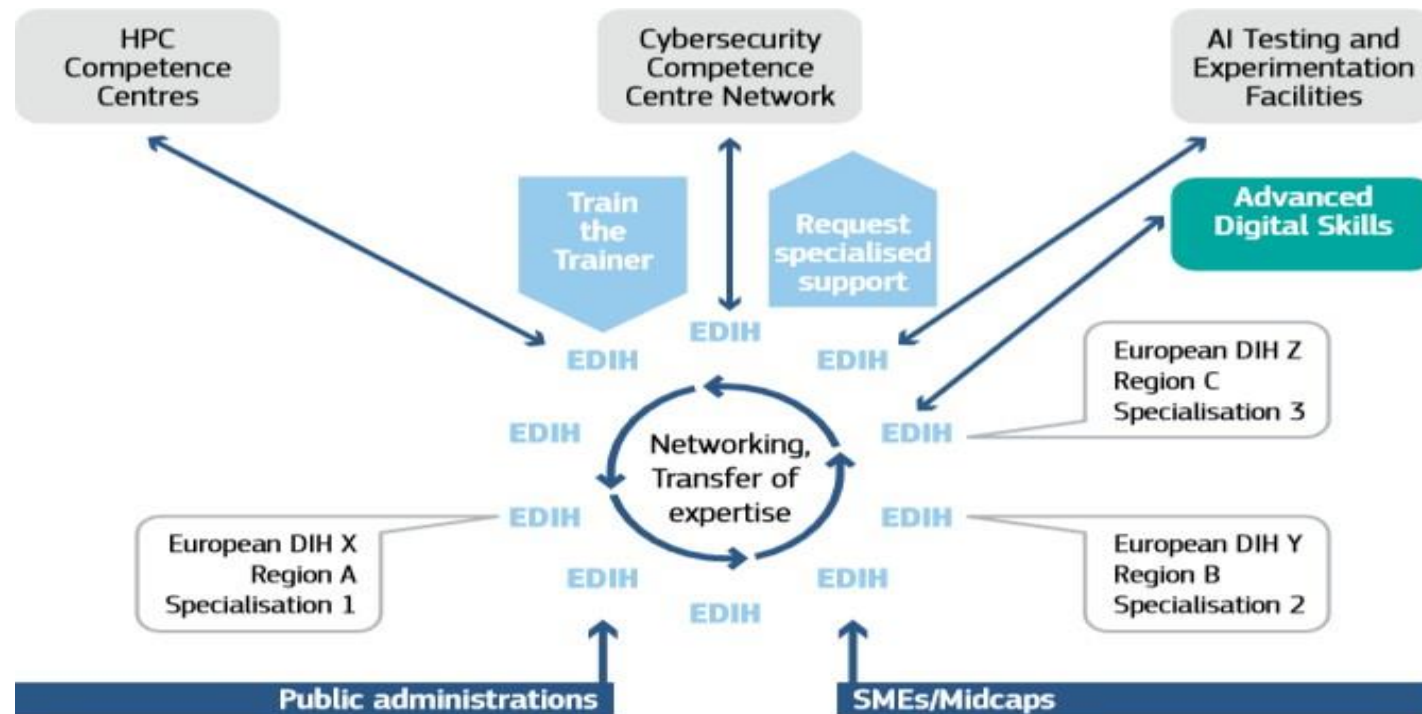 HPC
Competence
Centres
Cybersecurity
Competence
Centre Network
AI Testing and
Experimentation
Facilities
Train
the
Trainer
Request
specialised
support
Advanced
Digital Skills
EDIH
EDIH
EDIH
European DIH Z
Region C
Specialisation 3
EDIH
EDIH
Networking,
Transfer of
expertise
EDIH
EDIH
European DIH X
Region A
Specialisation 1
European DIH Y
Region B
Specialisation 2
EDIH
EDIH
EDIH
Public administrations
SMEs/Midcaps